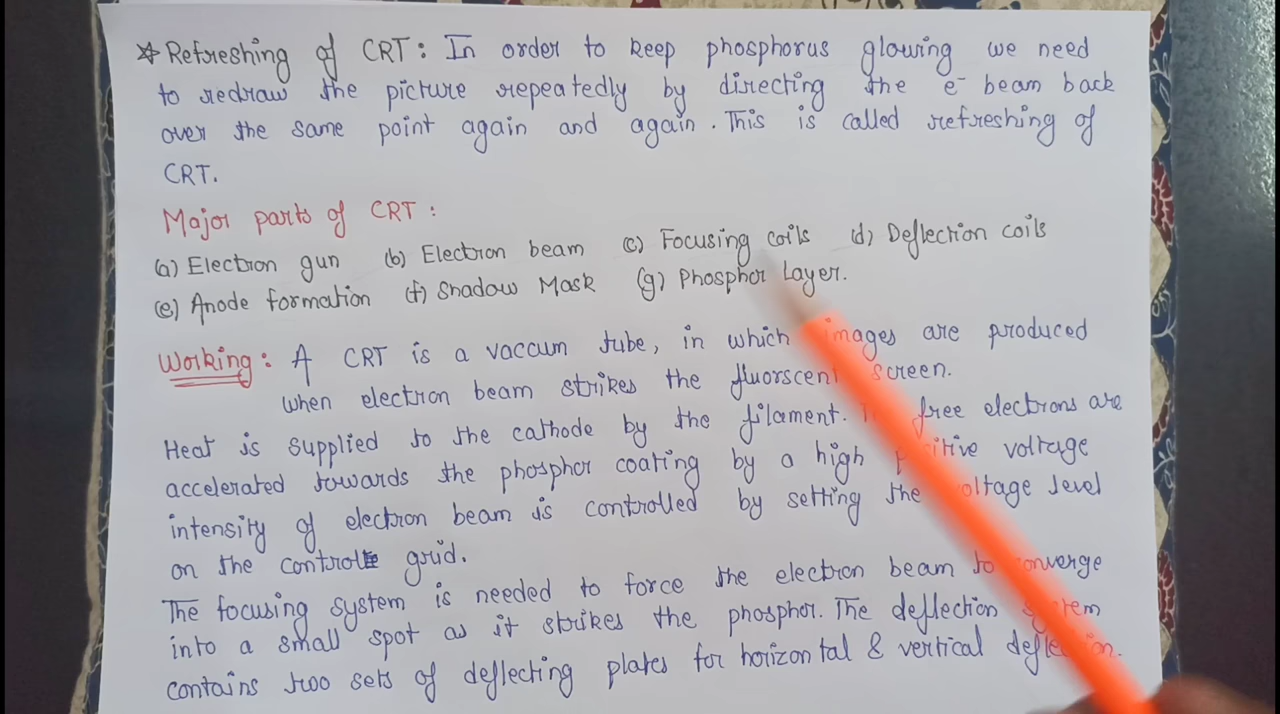 * Refreshing of CRT : In order to keep phosphorus glowing we need
to redraw the picture repeatedly by directing the e⁻ beam back
over the same point again and again. This is called refreshing of
CRT.
Major parts of CRT :
(a) Electron gun (b) Electron beam (c) Focusing coils (d) Deflection coils
(e) Anode formation (f) Shadow Mask (g) Phosphor Layer.
Working : A CRT is a vaccum tube, in which images are produced
when electron beam strikes the fluorscent screen.
Heat is supplied to the cathode by the filament. free electrons are
accelerated towards the phosphor coating by a high voltage
intensity of electron beam is controlled by setting the voltage level
on the control grid.
The focusing system is needed to force the electron beam to converge
into a small spot as it strikes the phosphor. The deflection system
contains two sets of deflecting plates for horizontal & vertical deflection.